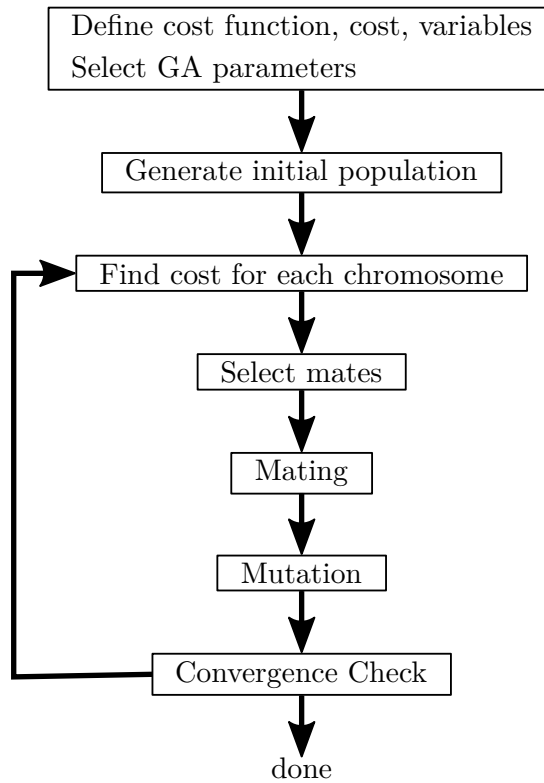 Define cost function, cost, variables
Select GA parameters
Generate initial population
Find cost for each chromosome
Select mates
Mating
Mutation
Convergence Check
done